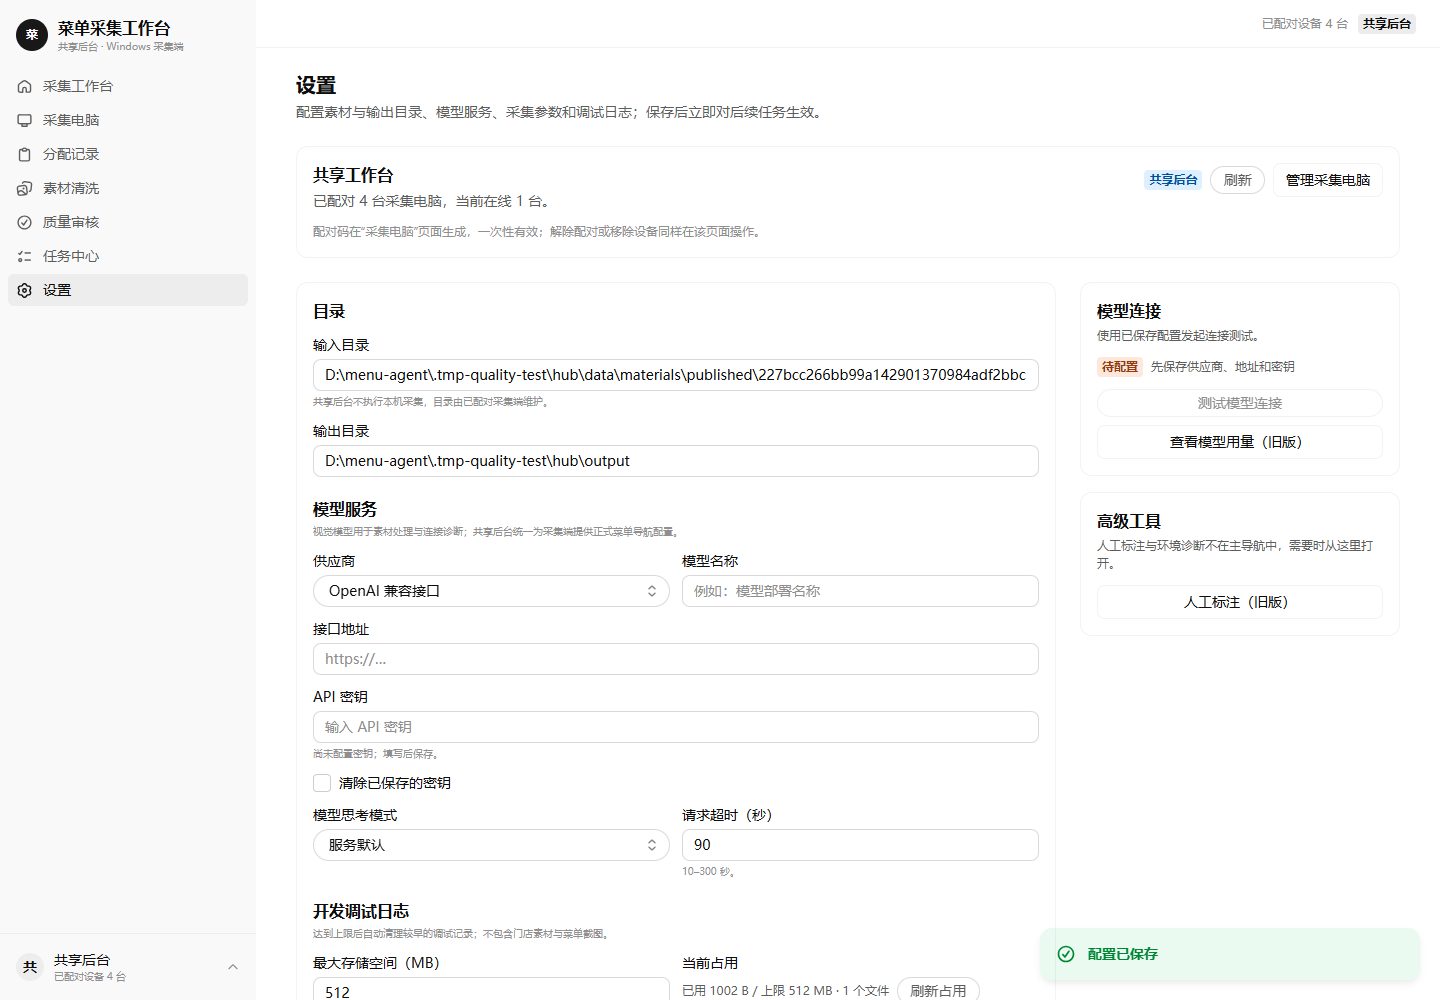 菜
菜单采集工作台
共享后台 · Windows 采集端
采集工作台
采集电脑
分配记录
素材清洗
质量审核
任务中心
设置
共
共享后台
已配对设备 4 台
已配对设备 4 台
共享后台
设置
配置素材与输出目录、模型服务、采集参数和调试日志；保存后立即对后续任务生效。
共享工作台
已配对 4 台采集电脑，当前在线 1 台。
配对码在“采集电脑”页面生成，一次性有效；解除配对或移除设备同样在该页面操作。
共享后台
刷新
管理采集电脑
目录
输入目录
D:\menu-agent\.tmp-quality-test\hub\data\materials\published\227bcc266bb99a142901370984adf2bbc
共享后台不执行本机采集，目录由已配对采集端维护。
输出目录
D:\menu-agent\.tmp-quality-test\hub\output
模型服务
视觉模型用于素材处理与连接诊断；共享后台统一为采集端提供正式菜单导航配置。
供应商
模型名称
OpenAI 兼容接口
例如：模型部署名称
接口地址
https://...
API 密钥
输入 API 密钥
尚未配置密钥；填写后保存。
清除已保存的密钥
模型思考模式
请求超时（秒）
服务默认
90
10–300 秒。
开发调试日志
达到上限后自动清理较早的调试记录；不包含门店素材与菜单截图。
最大存储空间（MB）
当前占用
512
已用 1002 B / 上限 512 MB · 1 个文件
刷新占用
模型连接
使用已保存配置发起连接测试。
待配置
先保存供应商、地址和密钥
测试模型连接
查看模型用量（旧版）
高级工具
人工标注与环境诊断不在主导航中，需要时从这里打
开。
人工标注（旧版）
配置已保存